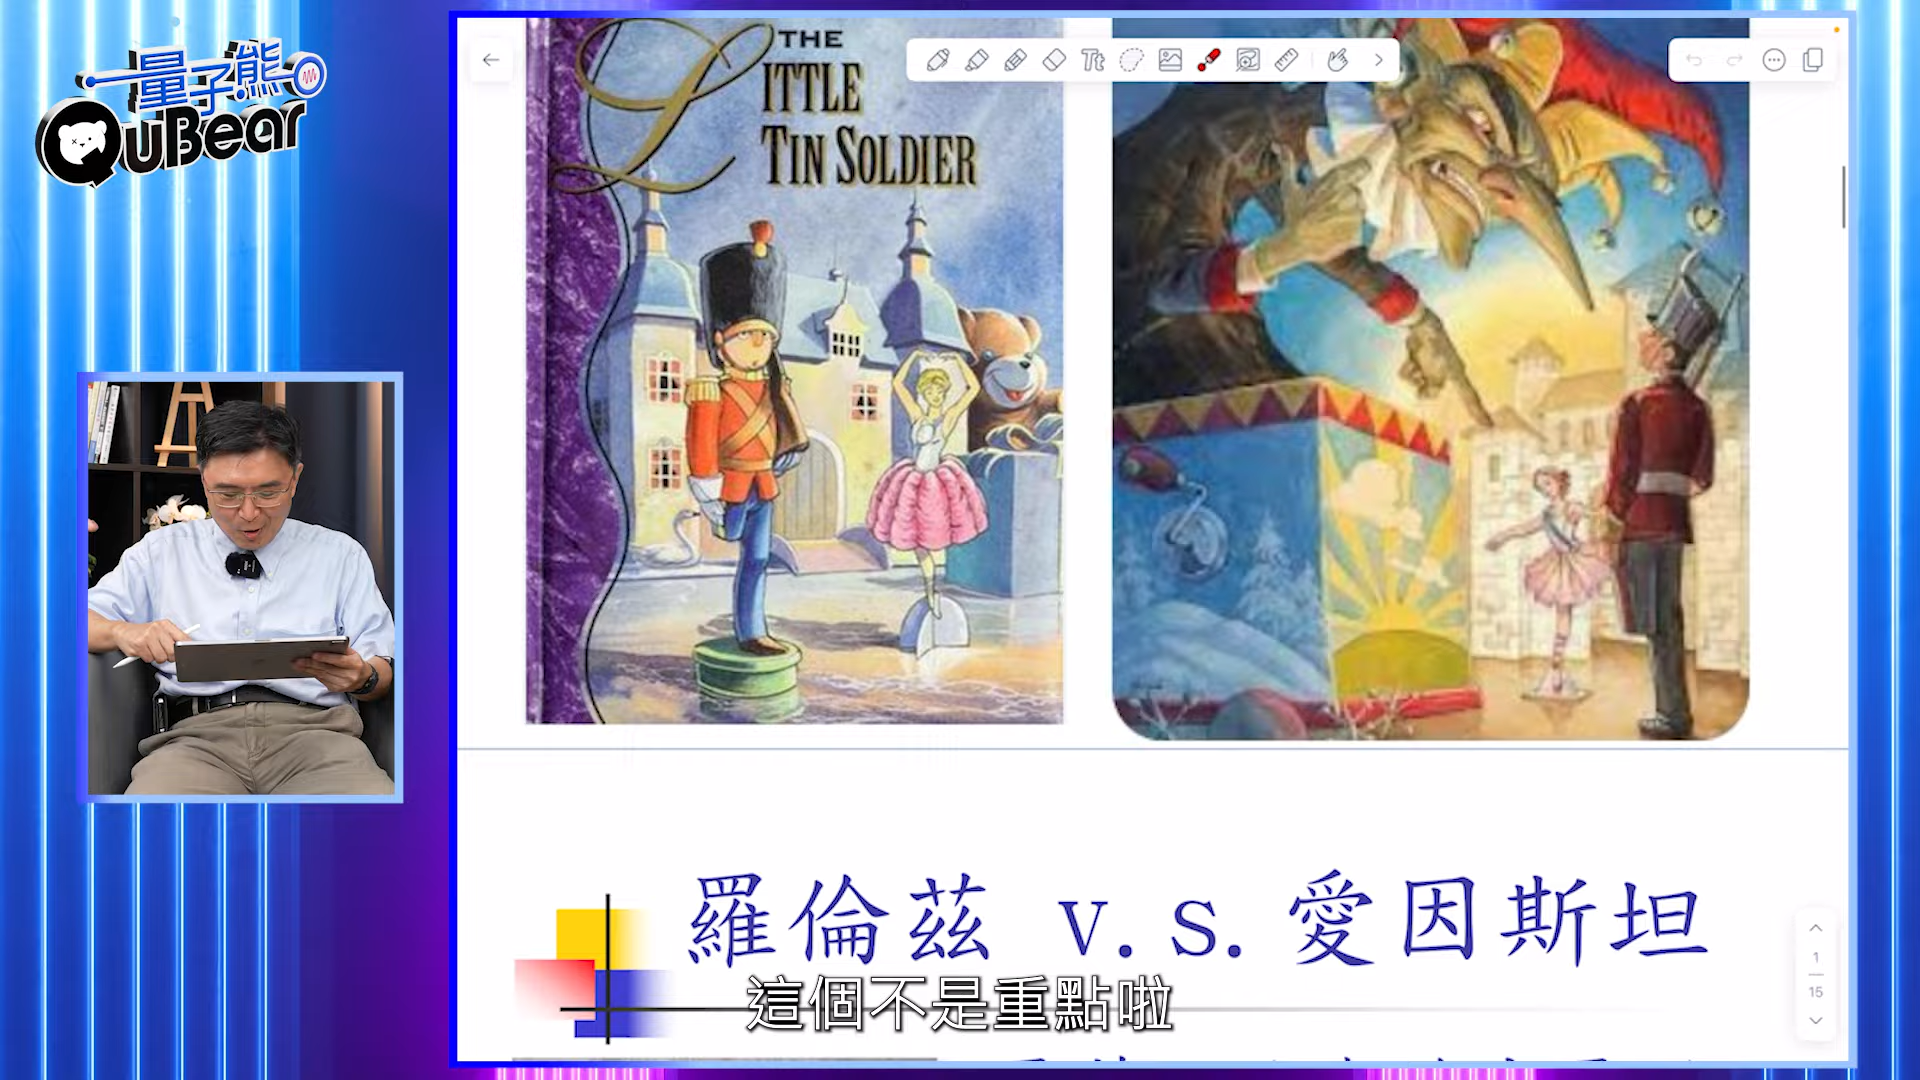 量子熊
QuBear
THE
LITTLE
TIN SOLDIER
Tt
羅倫茲 v.s.愛因斯坦
這個不是重點啦
1
15